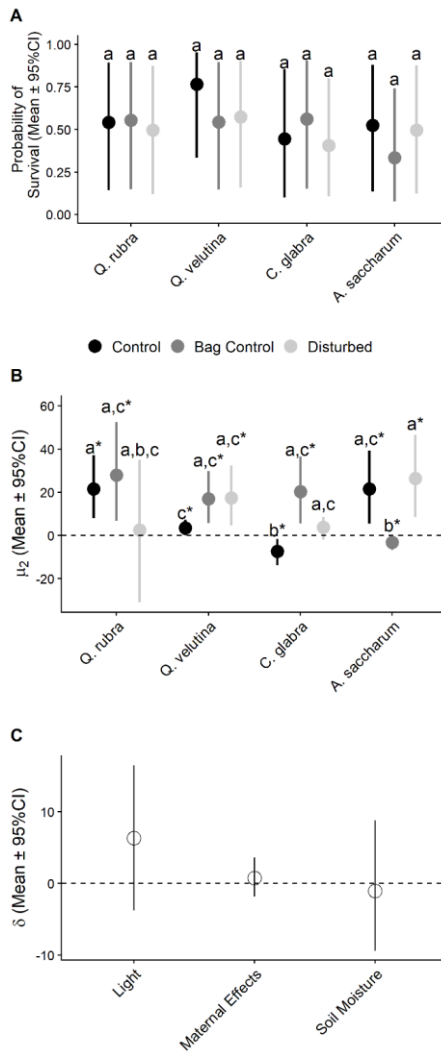 A
Probability of
Survival (Mean ± 95%CI)
1.00
0.75
0.50
0.25
0.00
a a a a a a a a a a a a
Q. rubra
Q. velutina
C. glabra
A. saccharum
Control Bag Control Disturbed
B
μ2 (Mean ± 95%CI)
60
40
20
0
-20
a* a,c* a,b,c c* a,c* a,c* b* a,c* a,c a,c* b* a*
Q. rubra
Q. velutina
C. glabra
A. saccharum
C
δ (Mean ± 95%CI)
10
0
-10
Light
Maternal Effects
Soil Moisture